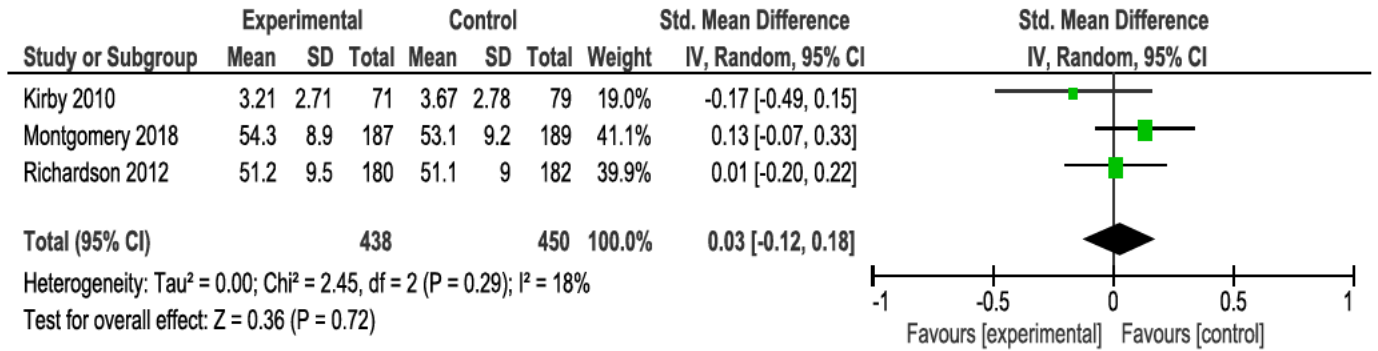 Experimental Control Std. Mean Difference Std. Mean Difference
Study or Subgroup Mean SD Total Mean SD Total Weight IV, Random, 95% CI IV, Random, 95% CI
Kirby 2010 3.21 2.71 71 3.67 2.78 79 19.0% -0.17 [-0.49, 0.15]
Montgomery 2018 54.3 8.9 187 53.1 9.2 189 41.1% 0.13 [-0.07, 0.33]
Richardson 2012 51.2 9.5 180 51.1 9 182 39.9% 0.01 [-0.20, 0.22]
Total (95% CI) 438 450 100.0% 0.03 [-0.12, 0.18]
Heterogeneity: Tau² = 0.00; Chi² = 2.45, df = 2 (P = 0.29); I² = 18%
Test for overall effect: Z = 0.36 (P = 0.72)
-1 -0.5 0 0.5 1
Favours [experimental] Favours [control]